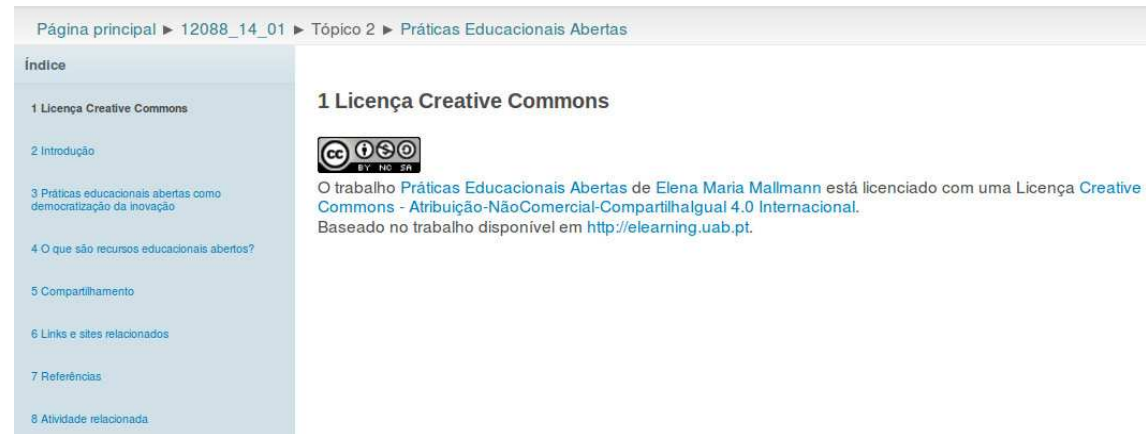 Página principal ► 12088_14_01 ► Tópico 2 ► Práticas Educacionais Abertas
Índice
1 Licença Creative Commons
2 Introdução
3 Práticas educacionais abertas como
democratização da inovação
4 O que são recursos educacionais abertos?
5 Compartilhamento
6 Links e sites relacionados
7 Referências
8 Atividade relacionada
1 Licença Creative Commons
cc
BY NC SA
O trabalho Práticas Educacionais Abertas de Elena Maria Mallmann está licenciado com uma Licença Creative
Commons - Atribuição-NãoComercial-CompartilhaIgual 4.0 Internacional.
Baseado no trabalho disponível em http://elearning.uab.pt.